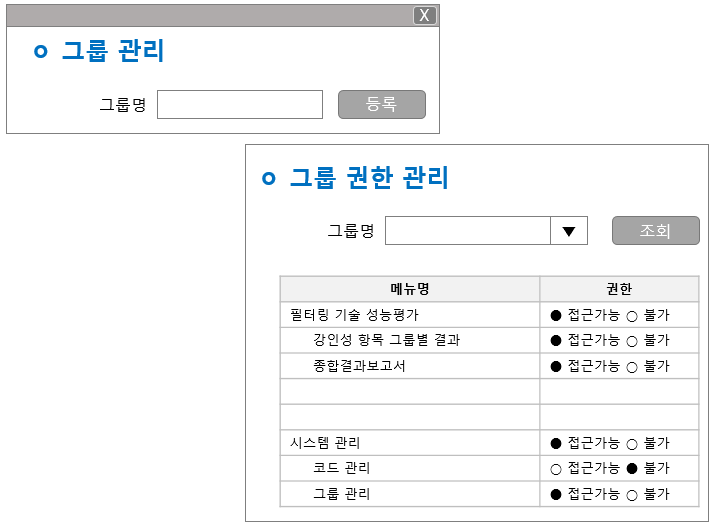 X
그룹 관리
그룹명 등록
그룹 권한 관리
그룹명 ▼ 조회
메뉴명 권한
필터링 기술 성능평가 ● 접근가능 ○ 불가
강인성 항목 그룹별 결과 ● 접근가능 ○ 불가
종합결과보고서 ● 접근가능 ○ 불가
시스템 관리 ● 접근가능 ○ 불가
코드 관리 ○ 접근가능 ● 불가
그룹 관리 ● 접근가능 ○ 불가